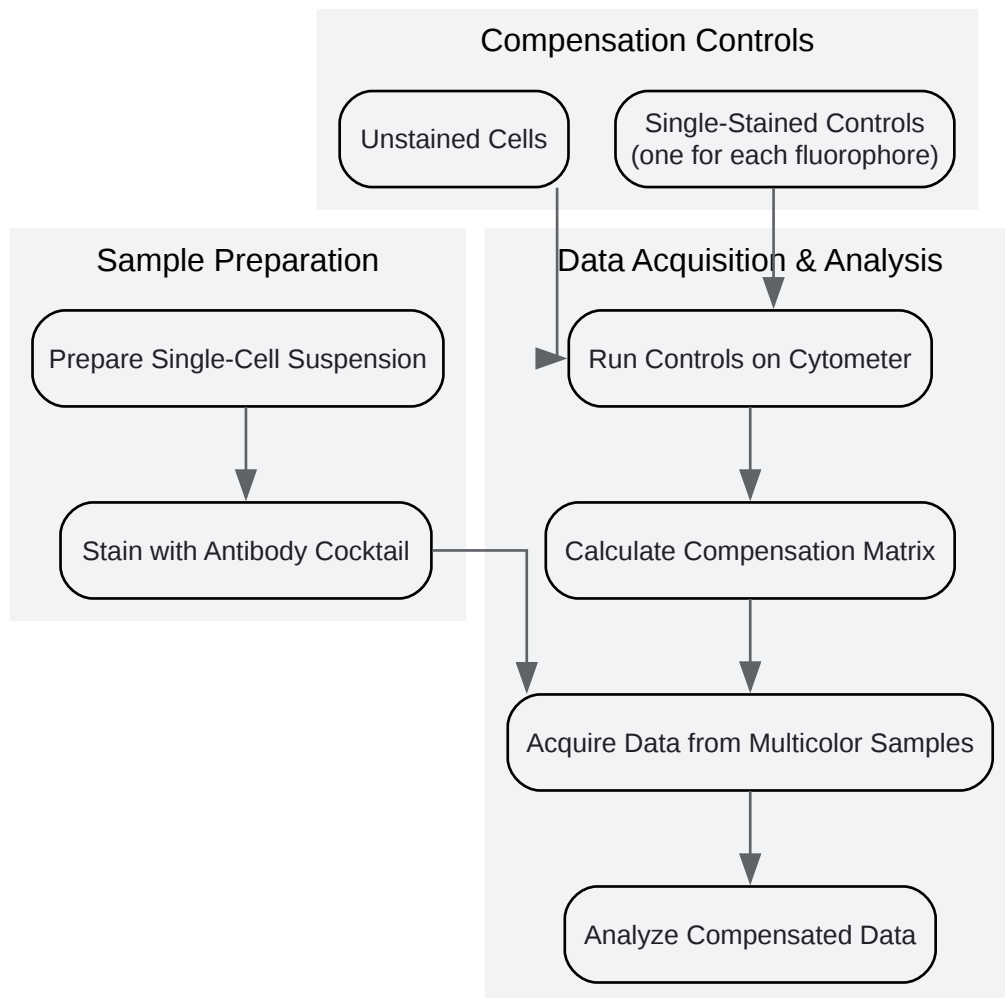 Compensation Controls
Unstained Cells
Single-Stained Controls
(one for each fluorophore)
Sample Preparation
Prepare Single-Cell Suspension
Stain with Antibody Cocktail
Data Acquisition & Analysis
Run Controls on Cytometer
Calculate Compensation Matrix
Acquire Data from Multicolor Samples
Analyze Compensated Data